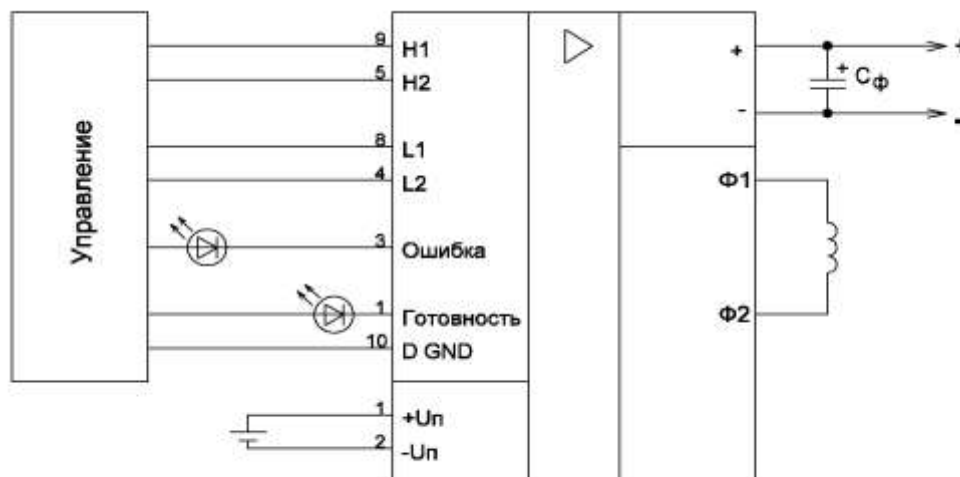 Управление
9 H1
5 H2
8 L1
4 L2
3 Ошибка
1 Готовность
10 D GND
1 +Uп
2 -Uп
+
-
+ Cф
+
-
Ф1
Ф2